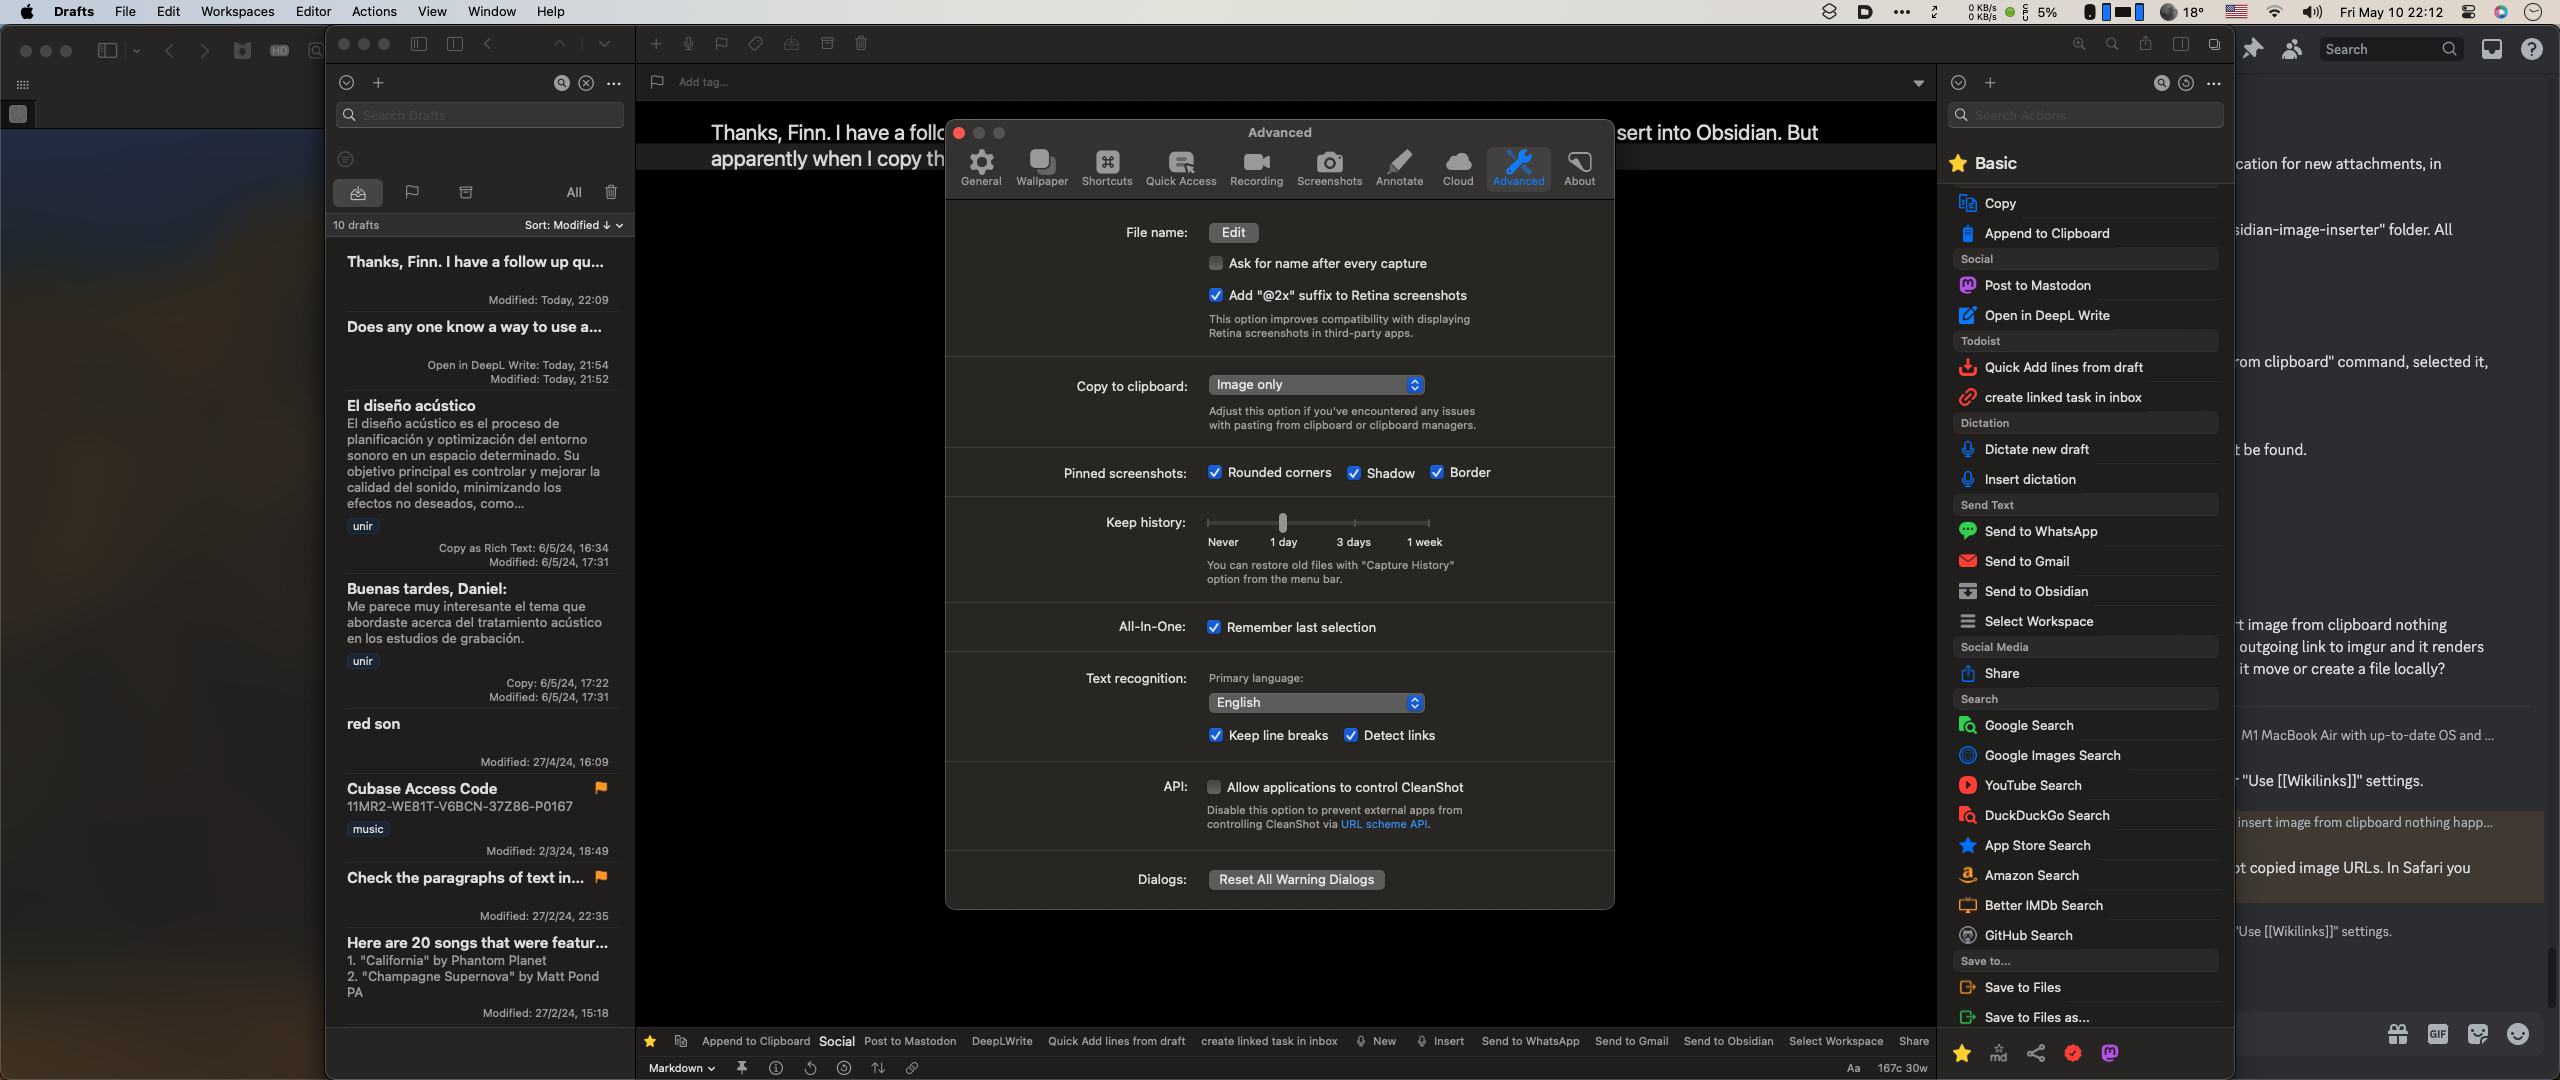 Drafts File Edit Workspaces Editor Actions View Window Help
0 KB/s
0 KB/s
5%
18°
Fri May 10 22:12
HD
Search
Add tag...
Search Drafts
All
10 drafts
Sort: Modified ↓
Thanks, Finn. I have a follow up qu...
Modified: Today, 22:09
Does any one know a way to use a...
Open in DeepL Write: Today, 21:54
Modified: Today, 21:52
El diseño acústico
El diseño acústico es el proceso de
planificación y optimización del entorno
sonoro en un espacio determinado. Su
objetivo principal es controlar y mejorar la
calidad del sonido, minimizando los
efectos no deseados, como...
unir
Copy as Rich Text: 6/5/24, 16:34
Modified: 6/5/24, 17:31
Buenas tardes, Daniel:
Me parece muy interesante el tema que
abordaste acerca del tratamiento acústico
en los estudios de grabación.
unir
Copy: 6/5/24, 17:22
Modified: 6/5/24, 17:31
red son
Modified: 27/4/24, 16:09
Cubase Access Code
11MR2-WE81T-V6BCN-37Z86-P0167
music
Modified: 2/3/24, 18:49
Check the paragraphs of text in...
Modified: 27/2/24, 22:35
Here are 20 songs that were featur...
1. "California" by Phantom Planet
2. "Champagne Supernova" by Matt Pond
PA
Modified: 27/2/24, 15:18
Thanks, Finn. I have a follo
sert into Obsidian. But
apparently when I copy th
Advanced
General Wallpaper Shortcuts Quick Access Recording Screenshots Annotate Cloud Advanced About
File name: Edit
Ask for name after every capture
Add "@2x" suffix to Retina screenshots
This option improves compatibility with displaying
Retina screenshots in third-party apps.
Copy to clipboard: Image only
Adjust this option if you've encountered any issues
with pasting from clipboard or clipboard managers.
Pinned screenshots: Rounded corners Shadow Border
Keep history:
Never 1 day 3 days 1 week
You can restore old files with "Capture History"
option from the menu bar.
All-In-One: Remember last selection
Text recognition: Primary language:
English
Keep line breaks Detect links
API: Allow applications to control CleanShot
Disable this option to prevent external apps from
controlling CleanShot via URL scheme API.
Dialogs: Reset All Warning Dialogs
Append to Clipboard Social Post to Mastodon DeepLWrite Quick Add lines from draft create linked task in inbox New Insert Send to WhatsApp Send to Gmail Send to Obsidian Select Workspace Share
Markdown
Aa 167c 30w
Search Actions
Basic
Copy
Append to Clipboard
Social
Post to Mastodon
Open in DeepL Write
Todoist
Quick Add lines from draft
create linked task in inbox
Dictation
Dictate new draft
Insert dictation
Send Text
Send to WhatsApp
Send to Gmail
Send to Obsidian
Select Workspace
Social Media
Share
Search
Google Search
Google Images Search
YouTube Search
DuckDuckGo Search
App Store Search
Amazon Search
Better IMDb Search
GitHub Search
Save to...
Save to Files
Save to Files as...
md
cation for new attachments, in
sidian-image-inserter" folder. All
rom clipboard" command, selected it,
t be found.
rt image from clipboard nothing
outgoing link to imgur and it renders
it move or create a file locally?
M1 MacBook Air with up-to-date OS and ...
r "Use [[Wikilinks]]" settings.
insert image from clipboard nothing happ...
ot copied image URLs. In Safari you
"Use [[Wikilinks]]" settings.
GIF